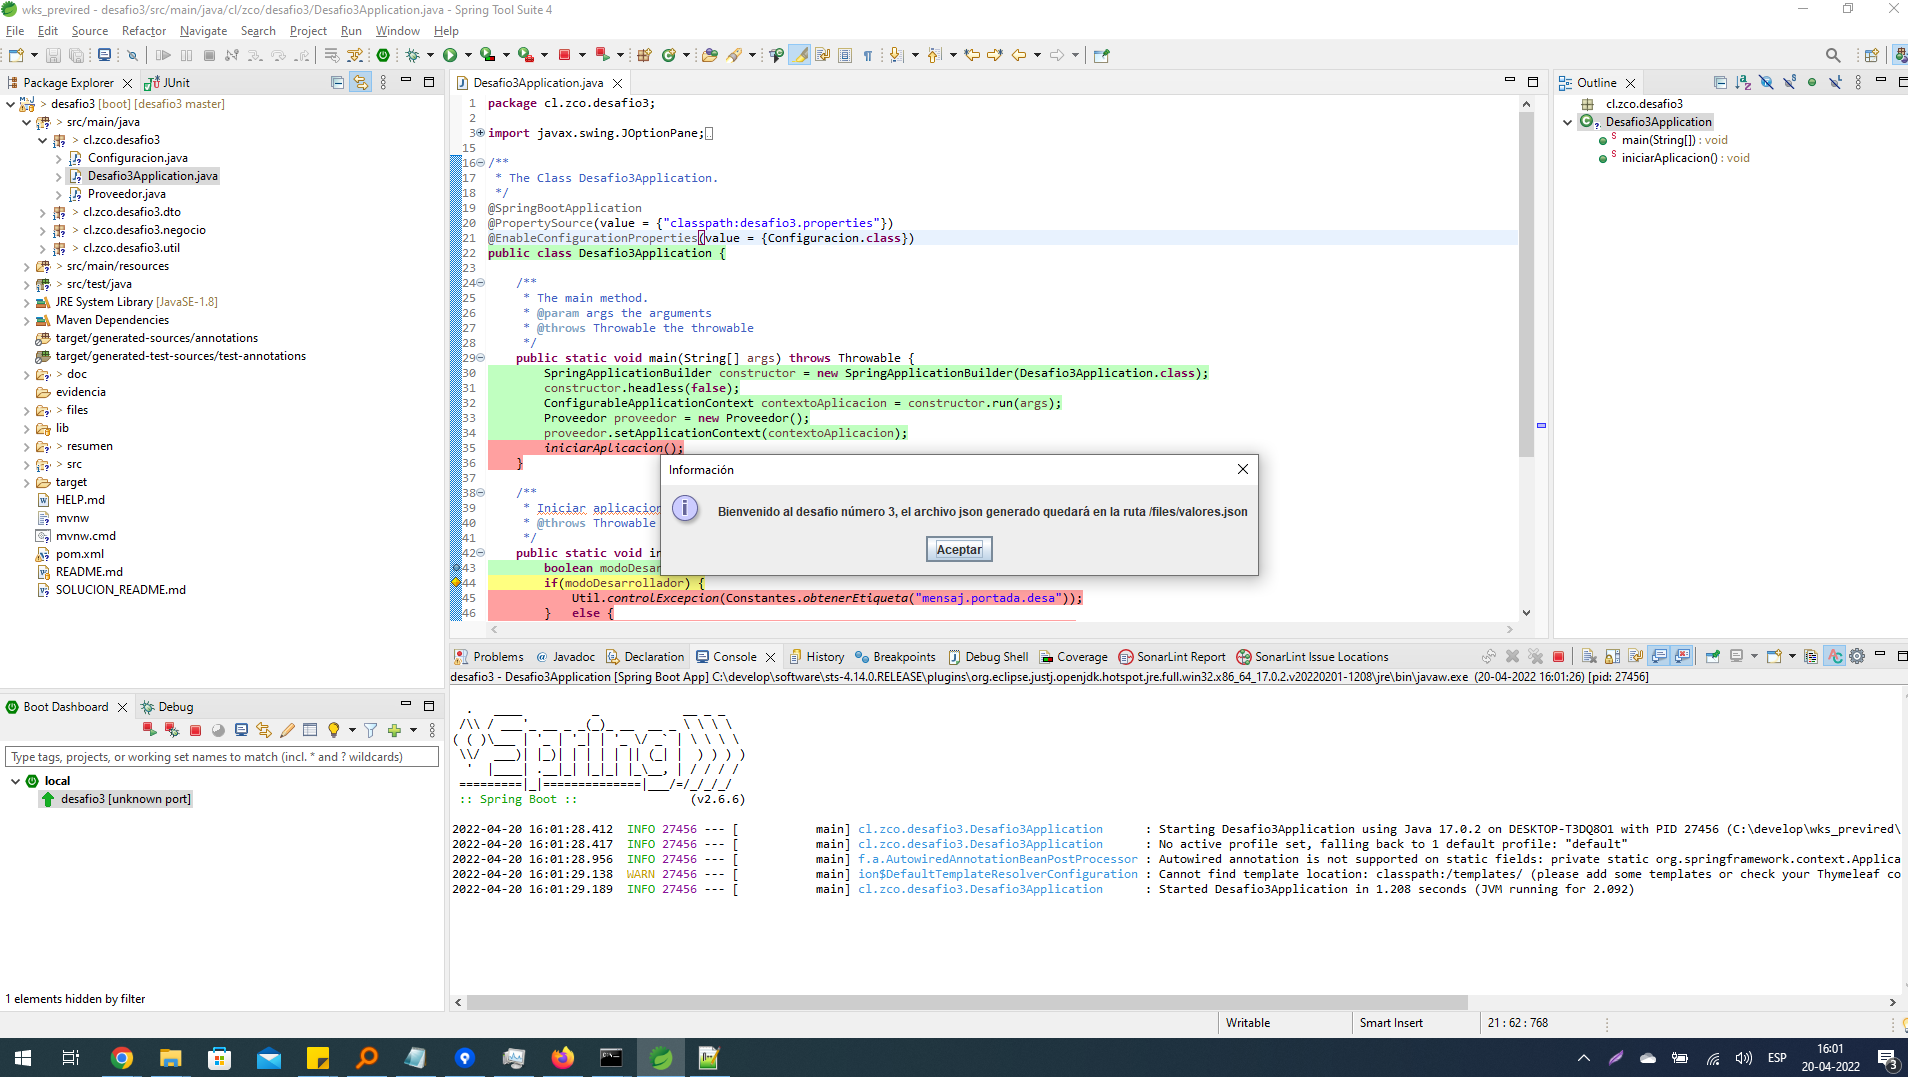 wks_previred - desafio3/src/main/java/cl/zco/desafio3/Desafio3Application.java - Spring Tool Suite 4
File Edit Source Refactor Navigate Search Project Run Window Help
Package Explorer
JUnit
> desafio3 [boot] [desafio3 master]
> src/main/java
> cl.zco.desafio3
Configuracion.java
Desafio3Application.java
Proveedor.java
> cl.zco.desafio3.dto
> cl.zco.desafio3.negocio
> cl.zco.desafio3.util
> src/main/resources
> src/test/java
JRE System Library [JavaSE-1.8]
Maven Dependencies
target/generated-sources/annotations
target/generated-test-sources/test-annotations
> doc
evidencia
> files
lib
> resumen
> src
target
HELP.md
mvnw
mvnw.cmd
pom.xml
README.md
SOLUCION_README.md
Desafio3Application.java
1 package cl.zco.desafio3;
2
3 import javax.swing.JOptionPane;
15
16 /**
17 * The Class Desafio3Application.
18 */
19 @SpringBootApplication
20 @PropertySource(value = {"classpath:desafio3.properties"})
21 @EnableConfigurationProperties(value = {Configuracion.class})
22 public class Desafio3Application {
23
24 /**
25 * The main method.
26 * @param args the arguments
27 * @throws Throwable the throwable
28 */
29 public static void main(String[] args) throws Throwable {
30 SpringApplicationBuilder constructor = new SpringApplicationBuilder(Desafio3Application.class);
31 constructor.headless(false);
32 ConfigurableApplicationContext contextoAplicacion = constructor.run(args);
33 Proveedor proveedor = new Proveedor();
34 proveedor.setApplicationContext(contextoAplicacion);
35 iniciarAplicacion();
36 }
37
38 /**
39 * Iniciar aplicacion
40 * @throws Throwable
41 */
42 public static void in
43 boolean modoDesar
44 if(modoDesarrollador) {
45 Util.controlExcepcion(Constantes.obtenerEtiqueta("mensaj.portada.desa"));
46 } else {
Información
Bienvenido al desafio número 3, el archivo json generado quedará en la ruta /files/valores.json
Aceptar
Outline
cl.zco.desafio3
Desafio3Application
main(String[]) : void
iniciarAplicacion() : void
Problems @ Javadoc Declaration Console History Breakpoints Debug Shell Coverage SonarLint Report SonarLint Issue Locations
desafio3 - Desafio3Application [Spring Boot App] C:\develop\software\sts-4.14.0.RELEASE\plugins\org.eclipse.justj.openjdk.hotspot.jre.full.win32.x86_64_17.0.2.v20220201-1208\jre\bin\javaw.exe (20-04-2022 16:01:26) [pid: 27456]
:: Spring Boot :: (v2.6.6)
2022-04-20 16:01:28.412 INFO 27456 --- [ main] cl.zco.desafio3.Desafio3Application : Starting Desafio3Application using Java 17.0.2 on DESKTOP-T3DQ8O1 with PID 27456 (C:\develop\wks_previred\
2022-04-20 16:01:28.417 INFO 27456 --- [ main] cl.zco.desafio3.Desafio3Application : No active profile set, falling back to 1 default profile: "default"
2022-04-20 16:01:28.956 INFO 27456 --- [ main] f.a.AutowiredAnnotationBeanPostProcessor : Autowired annotation is not supported on static fields: private static org.springframework.context.Applica
2022-04-20 16:01:29.138 WARN 27456 --- [ main] ion$DefaultTemplateResolverConfiguration : Cannot find template location: classpath:/templates/ (please add some templates or check your Thymeleaf co
2022-04-20 16:01:29.189 INFO 27456 --- [ main] cl.zco.desafio3.Desafio3Application : Started Desafio3Application in 1.208 seconds (JVM running for 2.092)
Boot Dashboard
Debug
Type tags, projects, or working set names to match (incl. * and ? wildcards)
local
desafio3 [unknown port]
1 elements hidden by filter
Writable
Smart Insert
21 : 62 : 768
ESP
16:01
20-04-2022
3